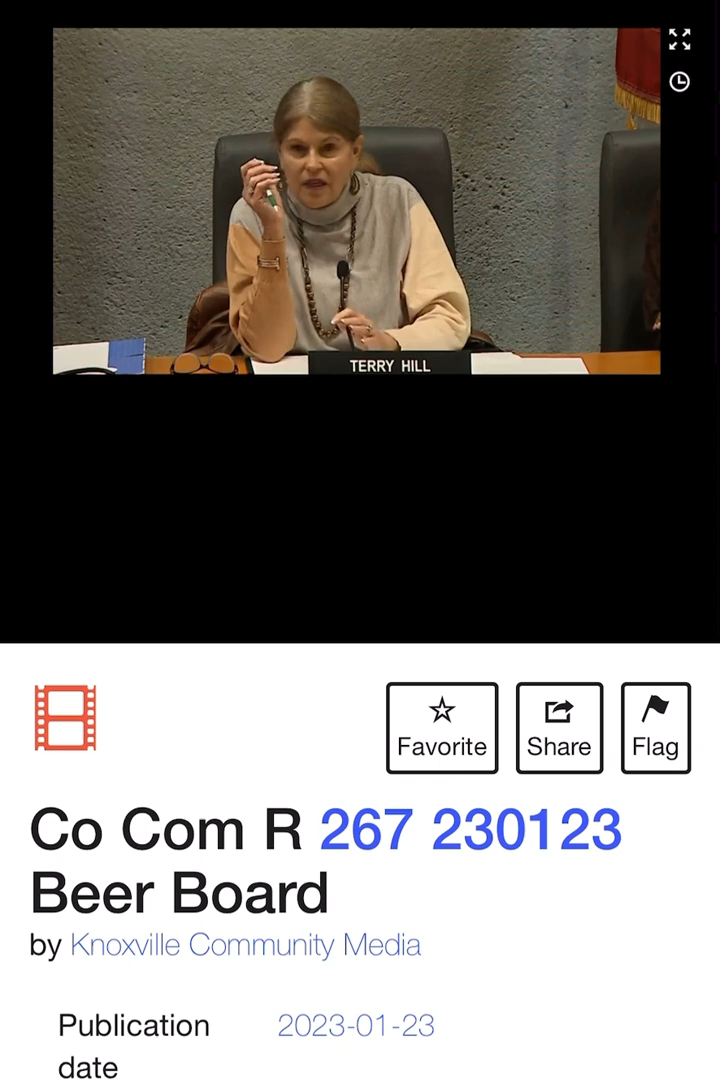 TERRY HILL
Favorite Share Flag
Co Com R 267 230123
Beer Board
by Knoxville Community Media
Publication 2023-01-23
date